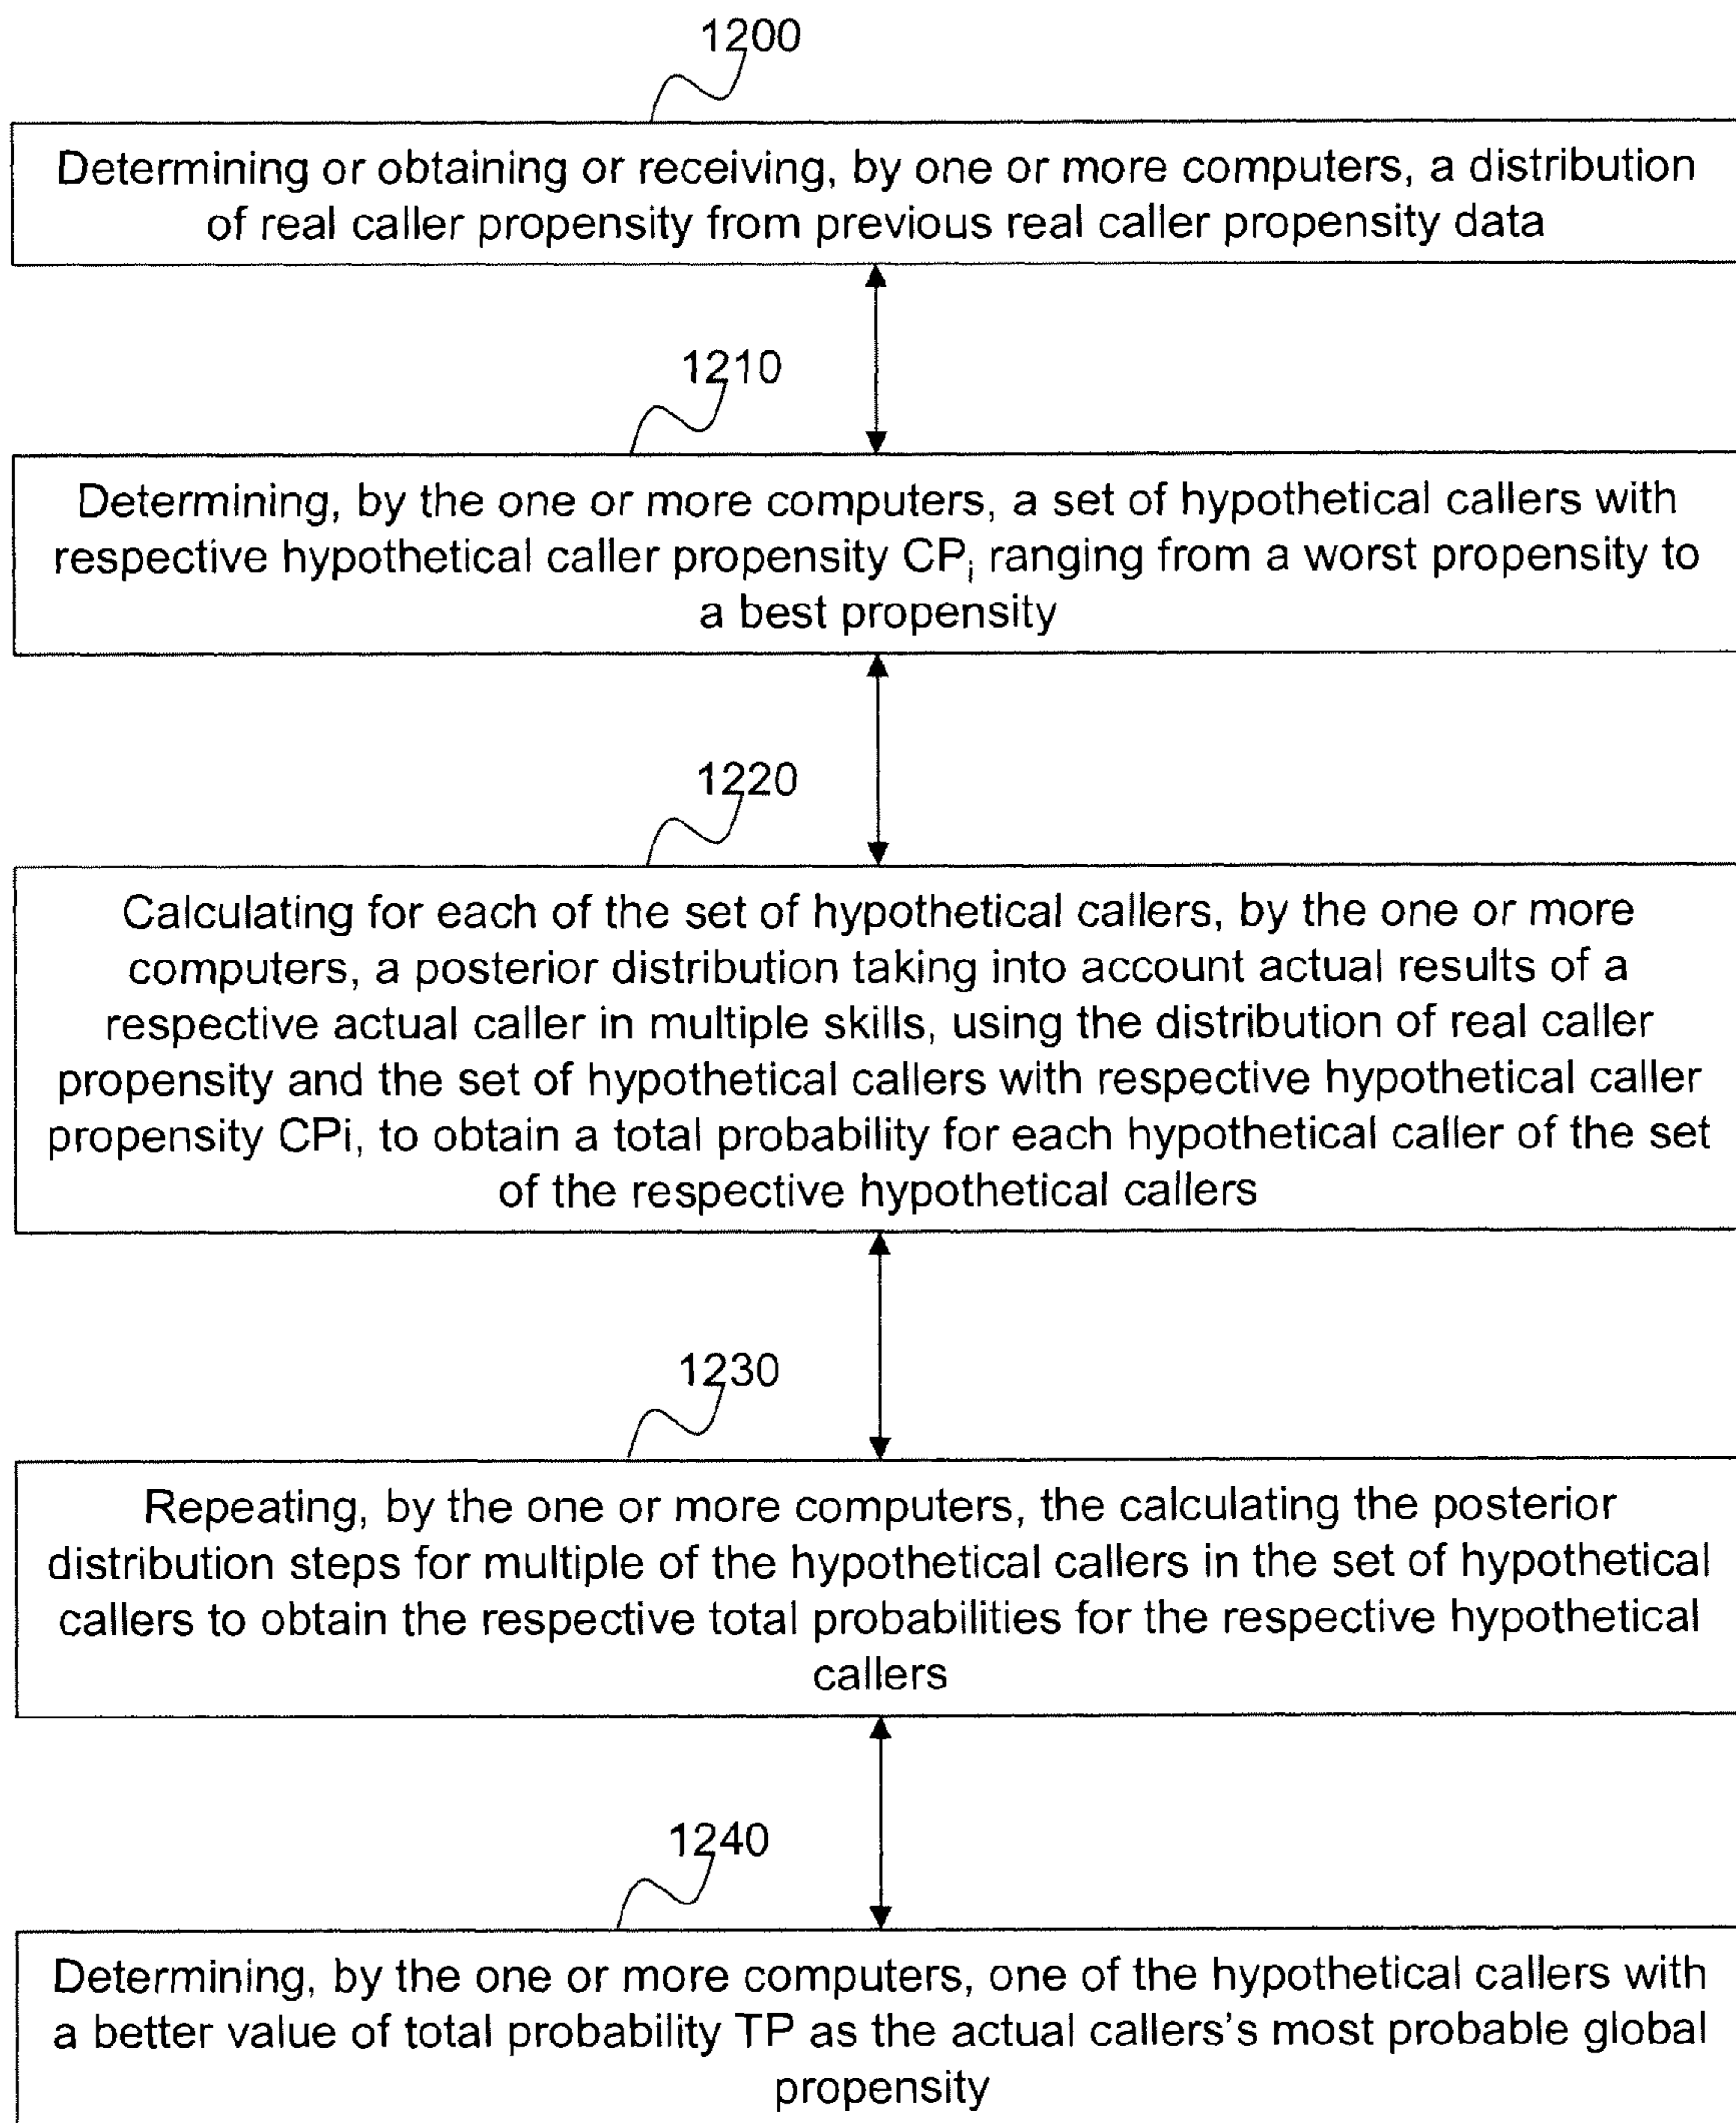 1200
Determining or obtaining or receiving, by one or more computers, a distribution
of real caller propensity from previous real caller propensity data
1210
Determining, by the one or more computers, a set of hypothetical callers with
respective hypothetical caller propensity CPi ranging from a worst propensity to
a best propensity
1220
Calculating for each of the set of hypothetical callers, by the one or more
computers, a posterior distribution taking into account actual results of a
respective actual caller in multiple skills, using the distribution of real caller
propensity and the set of hypothetical callers with respective hypothetical caller
propensity CPi, to obtain a total probability for each hypothetical caller of the set
of the respective hypothetical callers
1230
Repeating, by the one or more computers, the calculating the posterior
distribution steps for multiple of the hypothetical callers in the set of hypothetical
callers to obtain the respective total probabilities for the respective hypothetical
callers
1240
Determining, by the one or more computers, one of the hypothetical callers with
a better value of total probability TP as the actual callers's most probable global
propensity